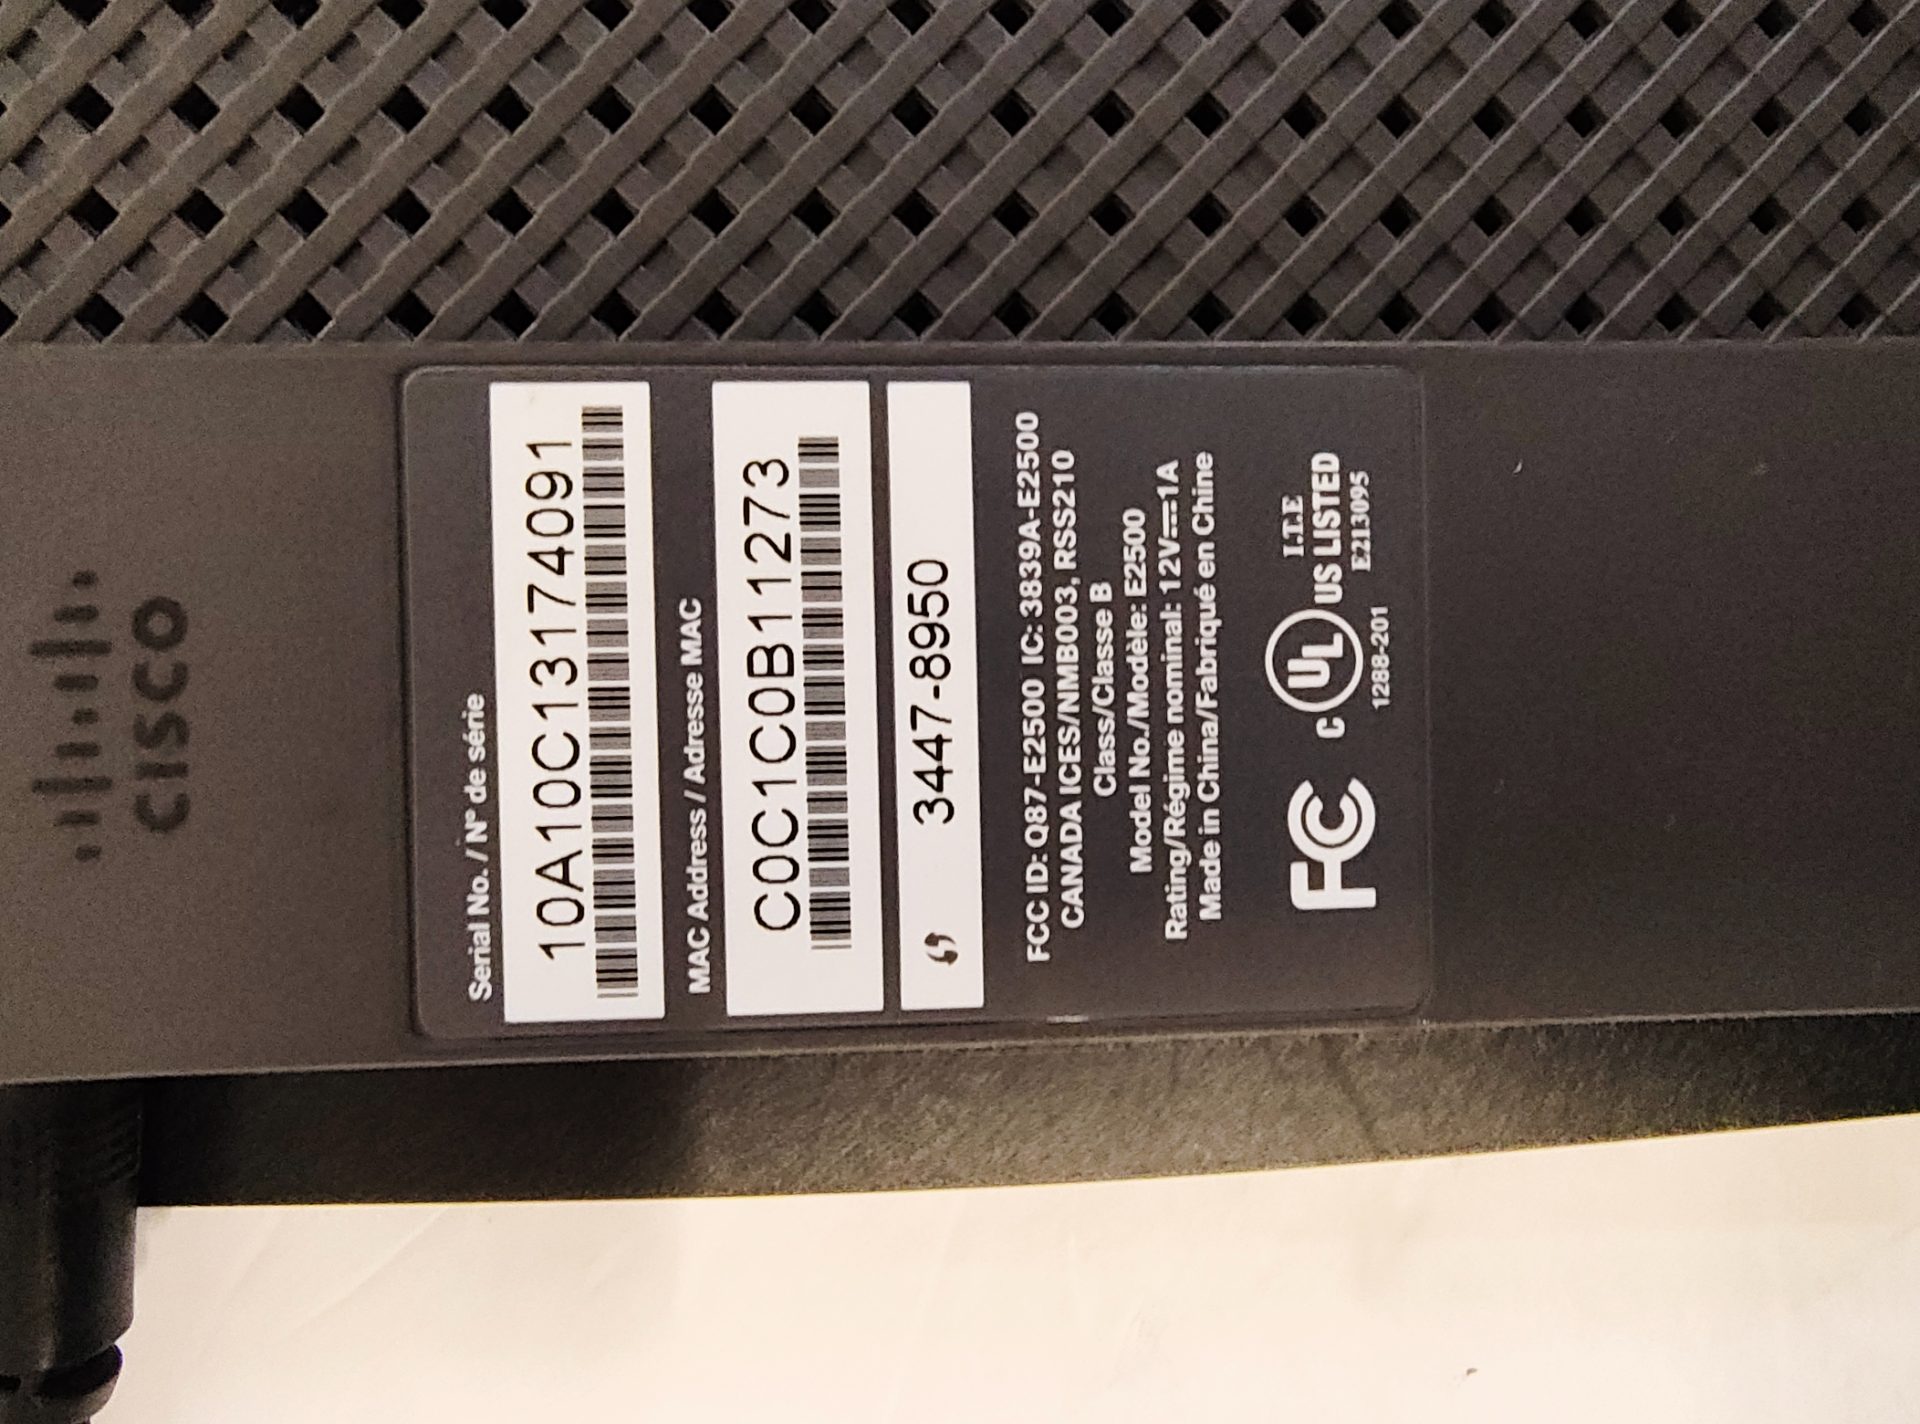 CISCO
Serial No. / N° de série
10A10C13174091
MAC Address / Adresse MAC
C0C1C0B11273
3447-8950
FCC ID: Q87-E2500 IC: 3839A-E2500
CANADA ICES/NMB003, RSS210
Class/Classe B
Model No./Modèle: E2500
Rating/Régime nominal: 12V⎓1A
Made in China/Fabriqué en Chine
FC
C UL US LISTED
I.T.E
E213095
1288-201